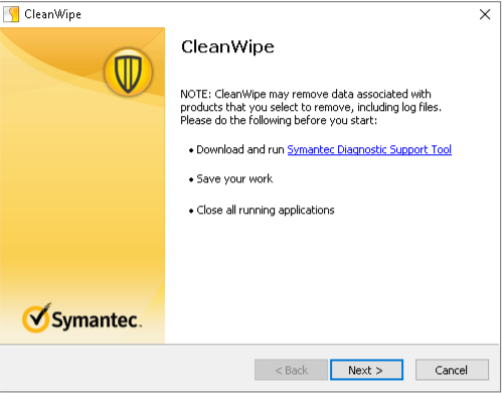 CleanWipe
CleanWipe
NOTE: CleanWipe may remove data associated with
products that you select to remove, including log files.
Please do the following before you start:
• Download and run Symantec Diagnostic Support Tool
• Save your work
• Close all running applications
Symantec.
< Back
Next >
Cancel